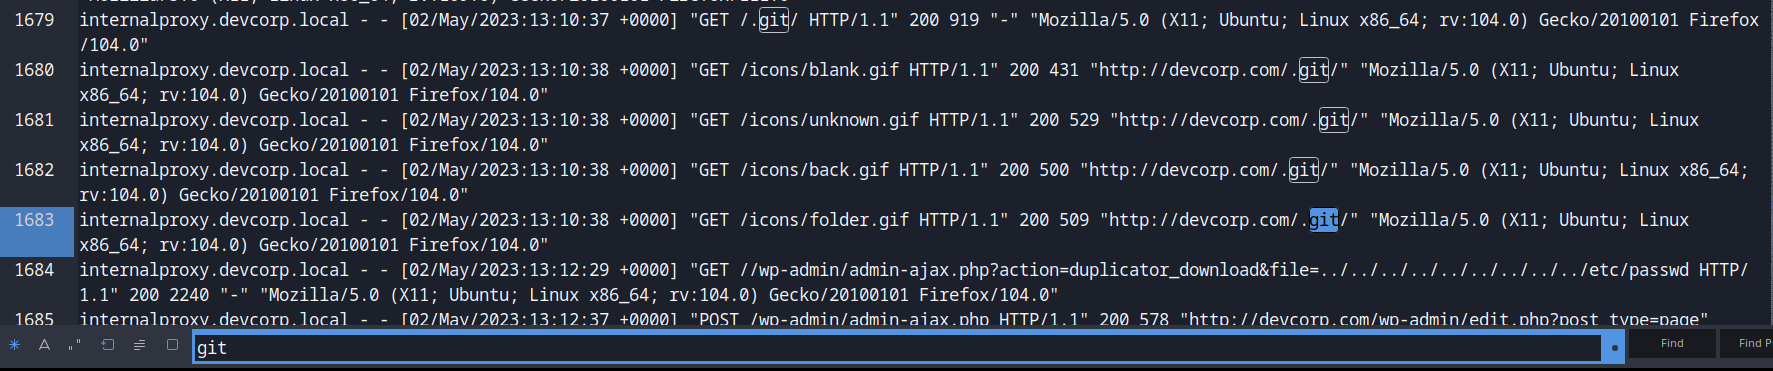 1679 internalproxy.devcorp.local - - [02/May/2023:13:10:37 +0000] "GET /.git/ HTTP/1.1" 200 919 "-" "Mozilla/5.0 (X11; Ubuntu; Linux x86_64; rv:104.0) Gecko/20100101 Firefox
/104.0"
1680 internalproxy.devcorp.local - - [02/May/2023:13:10:38 +0000] "GET /icons/blank.gif HTTP/1.1" 200 431 "http://devcorp.com/.git/" "Mozilla/5.0 (X11; Ubuntu; Linux
x86_64; rv:104.0) Gecko/20100101 Firefox/104.0"
1681 internalproxy.devcorp.local - - [02/May/2023:13:10:38 +0000] "GET /icons/unknown.gif HTTP/1.1" 200 529 "http://devcorp.com/.git/" "Mozilla/5.0 (X11; Ubuntu; Linux
x86_64; rv:104.0) Gecko/20100101 Firefox/104.0"
1682 internalproxy.devcorp.local - - [02/May/2023:13:10:38 +0000] "GET /icons/back.gif HTTP/1.1" 200 500 "http://devcorp.com/.git/" "Mozilla/5.0 (X11; Ubuntu; Linux x86_64;
rv:104.0) Gecko/20100101 Firefox/104.0"
1683 internalproxy.devcorp.local - - [02/May/2023:13:10:38 +0000] "GET /icons/folder.gif HTTP/1.1" 200 509 "http://devcorp.com/.git/" "Mozilla/5.0 (X11; Ubuntu; Linux
x86_64; rv:104.0) Gecko/20100101 Firefox/104.0"
1684 internalproxy.devcorp.local - - [02/May/2023:13:12:29 +0000] "GET //wp-admin/admin-ajax.php?action=duplicator_download&file=../../../../../../../../../etc/passwd HTTP/
1.1" 200 2240 "-" "Mozilla/5.0 (X11; Ubuntu; Linux x86_64; rv:104.0) Gecko/20100101 Firefox/104.0"
1685 internalproxy.devcorp.local - - [02/May/2023:13:12:37 +0000] "POST /wp-admin/admin-ajax.php HTTP/1.1" 200 578 "http://devcorp.com/wp-admin/edit.php?post_type=page"
git Find Find P